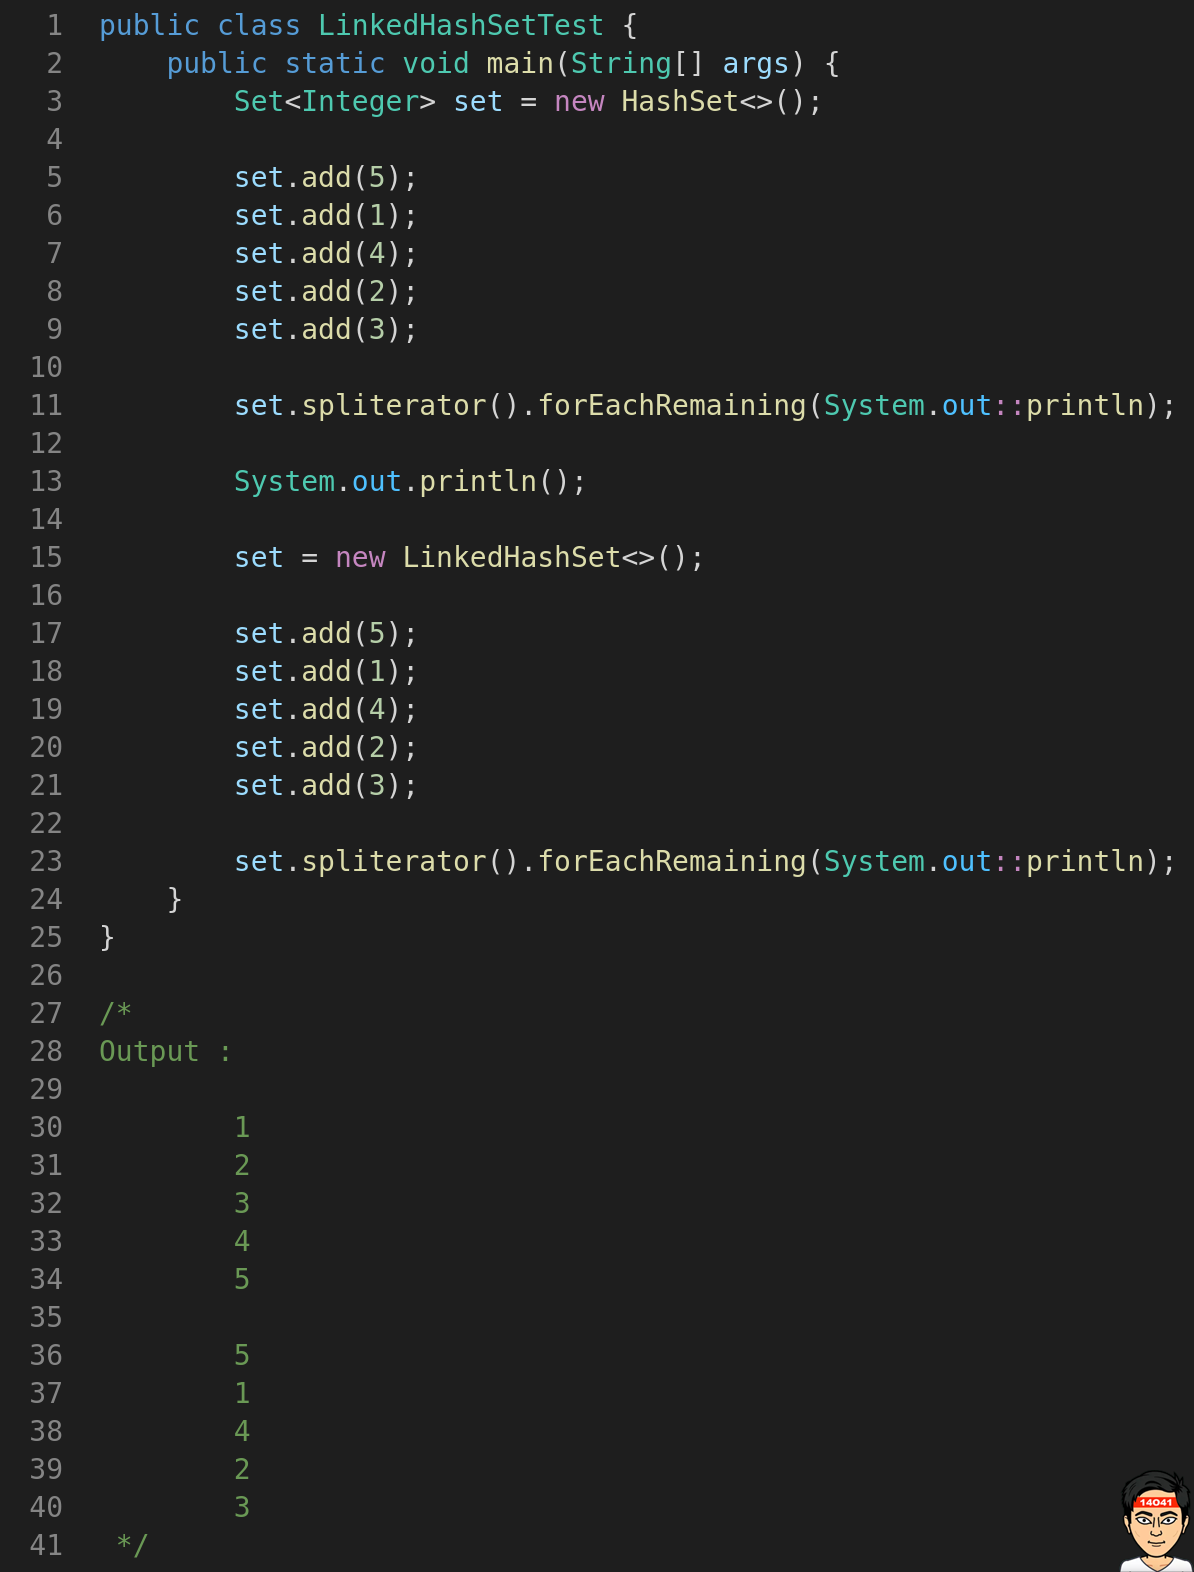 1 public class LinkedHashSetTest {
2     public static void main(String[] args) {
3         Set<Integer> set = new HashSet<>();
4
5         set.add(5);
6         set.add(1);
7         set.add(4);
8         set.add(2);
9         set.add(3);
10
11         set.spliterator().forEachRemaining(System.out::println);
12
13         System.out.println();
14
15         set = new LinkedHashSet<>();
16
17         set.add(5);
18         set.add(1);
19         set.add(4);
20         set.add(2);
21         set.add(3);
22
23         set.spliterator().forEachRemaining(System.out::println);
24     }
25 }
26
27 /*
28 Output :
29
30         1
31         2
32         3
33         4
34         5
35
36         5
37         1
38         4
39         2
40         3
41  */
14041